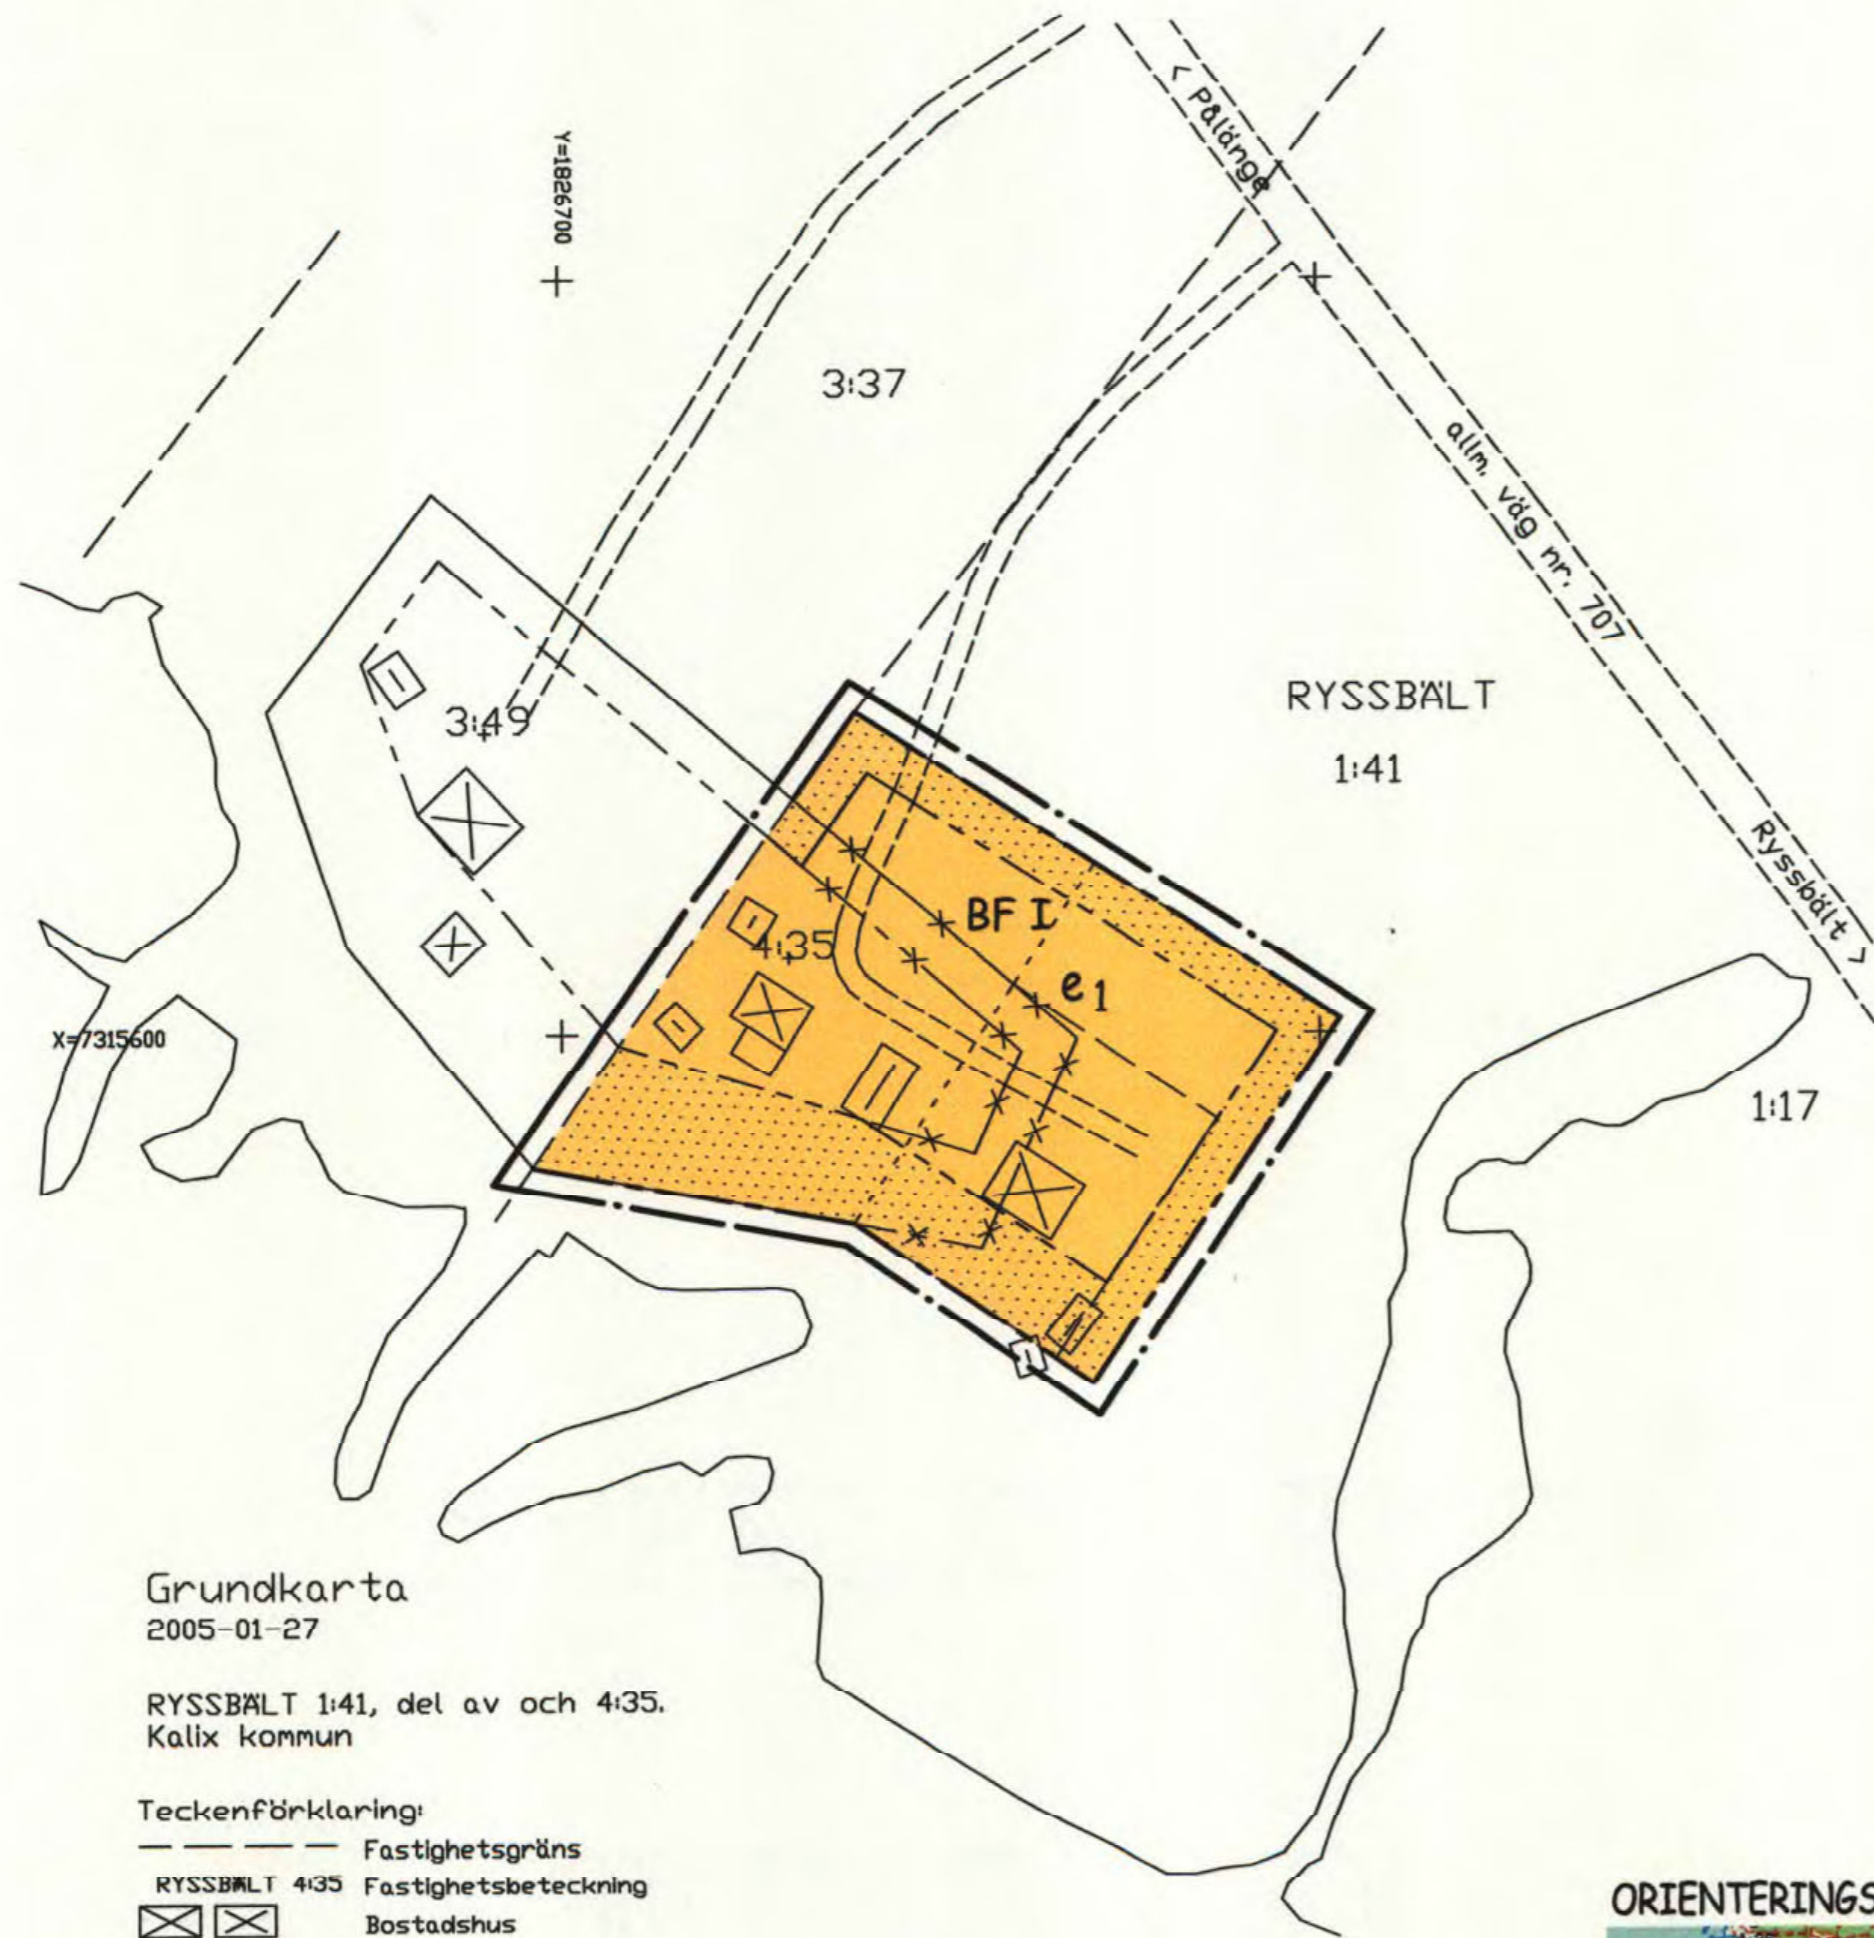 < Pålänge
Y=1826700
3:37
allm. väg nr. 707
RYSSBÄLT
1:41
3:49
Ryssbält >
BF I
4:35
e1
X=7315600
1:17
Grundkarta
2005-01-27
RYSSBÄLT 1:41, del av och 4:35.
Kalix kommun
Teckenförklaring:
Fastighetsgräns
RYSSBÄLT 4:35 Fastighetsbeteckning
Bostadshus
ORIENTERINGS